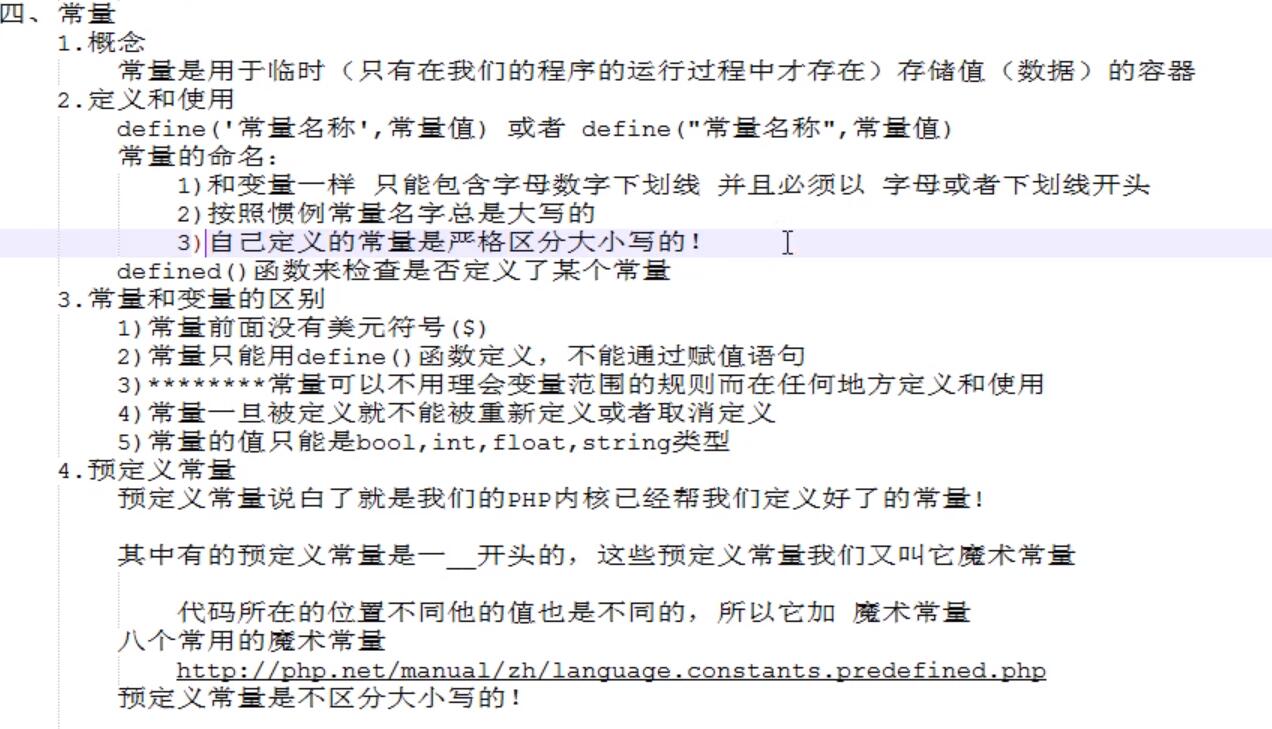 四、常量
1.概念
常量是用于临时（只有在我们的程序的运行过程中才存在）存储值（数据）的容器
2.定义和使用
define('常量名称',常量值) 或者 define("常量名称",常量值)
常量的命名：
1)和变量一样 只能包含字母数字下划线 并且必须以 字母或者下划线开头
2)按照惯例常量名字总是大写的
3)自己定义的常量是严格区分大小写的！
defined()函数来检查是否定义了某个常量
3.常量和变量的区别
1)常量前面没有美元符号($)
2)常量只能用define()函数定义，不能通过赋值语句
3)********常量可以不用理会变量范围的规则而在任何地方定义和使用
4)常量一旦被定义就不能被重新定义或者取消定义
5)常量的值只能是bool,int,float,string类型
4.预定义常量
预定义常量说白了就是我们的PHP内核已经帮我们定义好了的常量！
其中有的预定义常量是一__开头的，这些预定义常量我们又叫它魔术常量
代码所在的位置不同他的值也是不同的，所以它加 魔术常量
八个常用的魔术常量
http://php.net/manual/zh/language.constants.predefined.php
预定义常量是不区分大小写的！